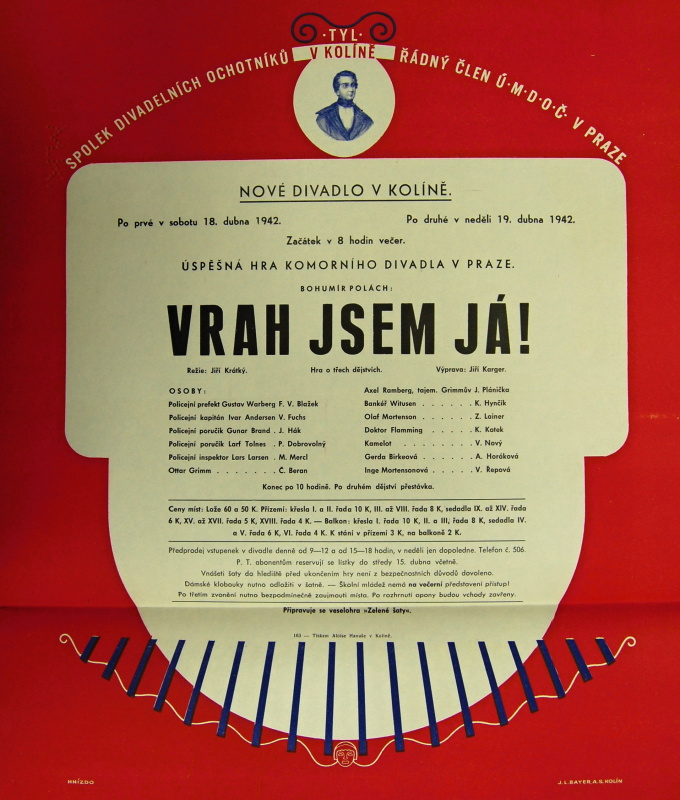 ·TYL·
V KOLÍNĚ
SPOLEK DIVADELNÍCH OCHOTNÍKŮ
ŘÁDNÝ ČLEN Ú·M·D·O·Č· V PRAZE
NOVÉ DIVADLO V KOLÍNĚ.
Po prvé v sobotu 18. dubna 1942. Po druhé v neděli 19. dubna 1942.
Začátek v 8 hodin večer.
ÚSPĚŠNÁ HRA KOMORNÍHO DIVADLA V PRAZE.
BOHUMÍR POLÁCH:
VRAH JSEM JÁ!
Režie: Jiří Krátký. Hra o třech dějstvích. Výprava: Jiří Karger.
OSOBY:
Policejní prefekt Gustav Warberg F. V. Blažek
Policejní kapitán Ivar Andersen V. Fuchs
Policejní poručík Gunar Brand . J. Hák
Policejní poručík Larf Tolnes . P. Dobrovolný
Policejní inspektor Lars Larsen . M. Mercl
Ottar Grimm . . . . . . . Č. Beran
Axel Ramberg, tajem. Grimmův J. Plánička
Bankéř Witusen . . . . . . K. Hynčík
Olaf Mortenson . . . . . . Z. Lainer
Doktor Flamming . . . . . K. Kotek
Kamelot . . . . . . . . V. Nový
Gerda Birkeová . . . . . . A. Horáková
Inge Mortensonová . . . . . V. Řepová
Konec po 10 hodině. Po druhém dějství přestávka.
Ceny míst: Lože 60 a 50 K. Přízemí: křesla I. a II. řada 10 K, III. až VIII. řada 8 K, sedadla IX. až XIV. řada
6 K, XV. až XVII. řada 5 K, XVIII. řada 4 K. — Balkon: křesla I. řada 10 K, II. a III. řada 8 K, sedadla IV.
a V. řada 6 K, VI. řada 4 K. K stání v přízemí 3 K, na balkoně 2 K.
Předprodej vstupenek v divadle denně od 9—12 a od 15—18 hodin, v neděli jen dopoledne. Telefon č. 506.
P. T. abonentům reservují se lístky do středy 15. dubna včetně.
Vnášeti šaty do hlediště před ukončením hry není z bezpečnostních důvodů dovoleno.
Dámské klobouky nutno odložiti v šatně. — Školní mládež nemá na večerní představení přístup!
Po třetím zvonění nutno bezpodmínečně zaujmouti místa. Po rozhrnutí opony budou vchody zavřeny.
Připravuje se veselohra »Zelené šaty«.
— Tiskem Aloise Hanuše v Kolíně.
HNÍZDO
J. L. BAYER, A. S. KOLÍN